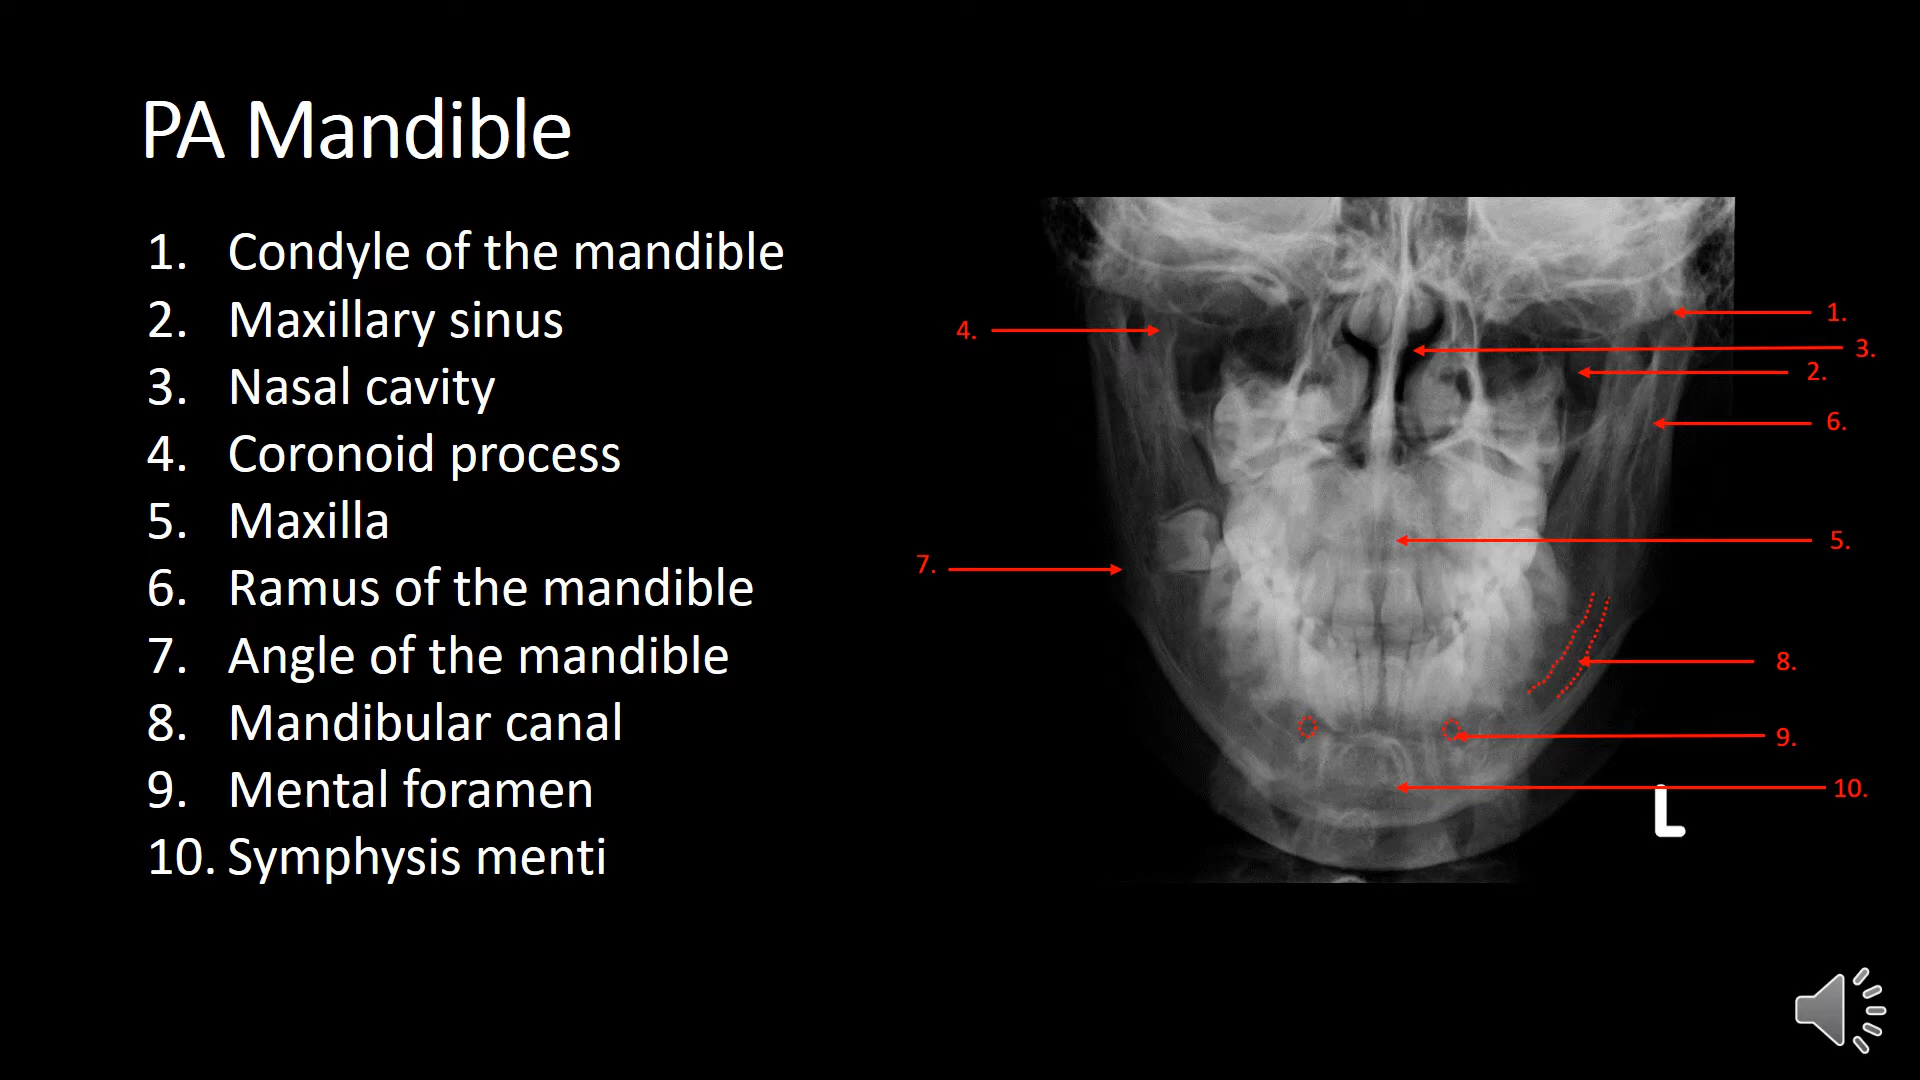 PA Mandible
1. Condyle of the mandible
2. Maxillary sinus
3. Nasal cavity
4. Coronoid process
5. Maxilla
6. Ramus of the mandible
7. Angle of the mandible
8. Mandibular canal
9. Mental foramen
10. Symphysis menti
1.
4.
3.
2.
6.
5.
7.
8.
9.
10.
L